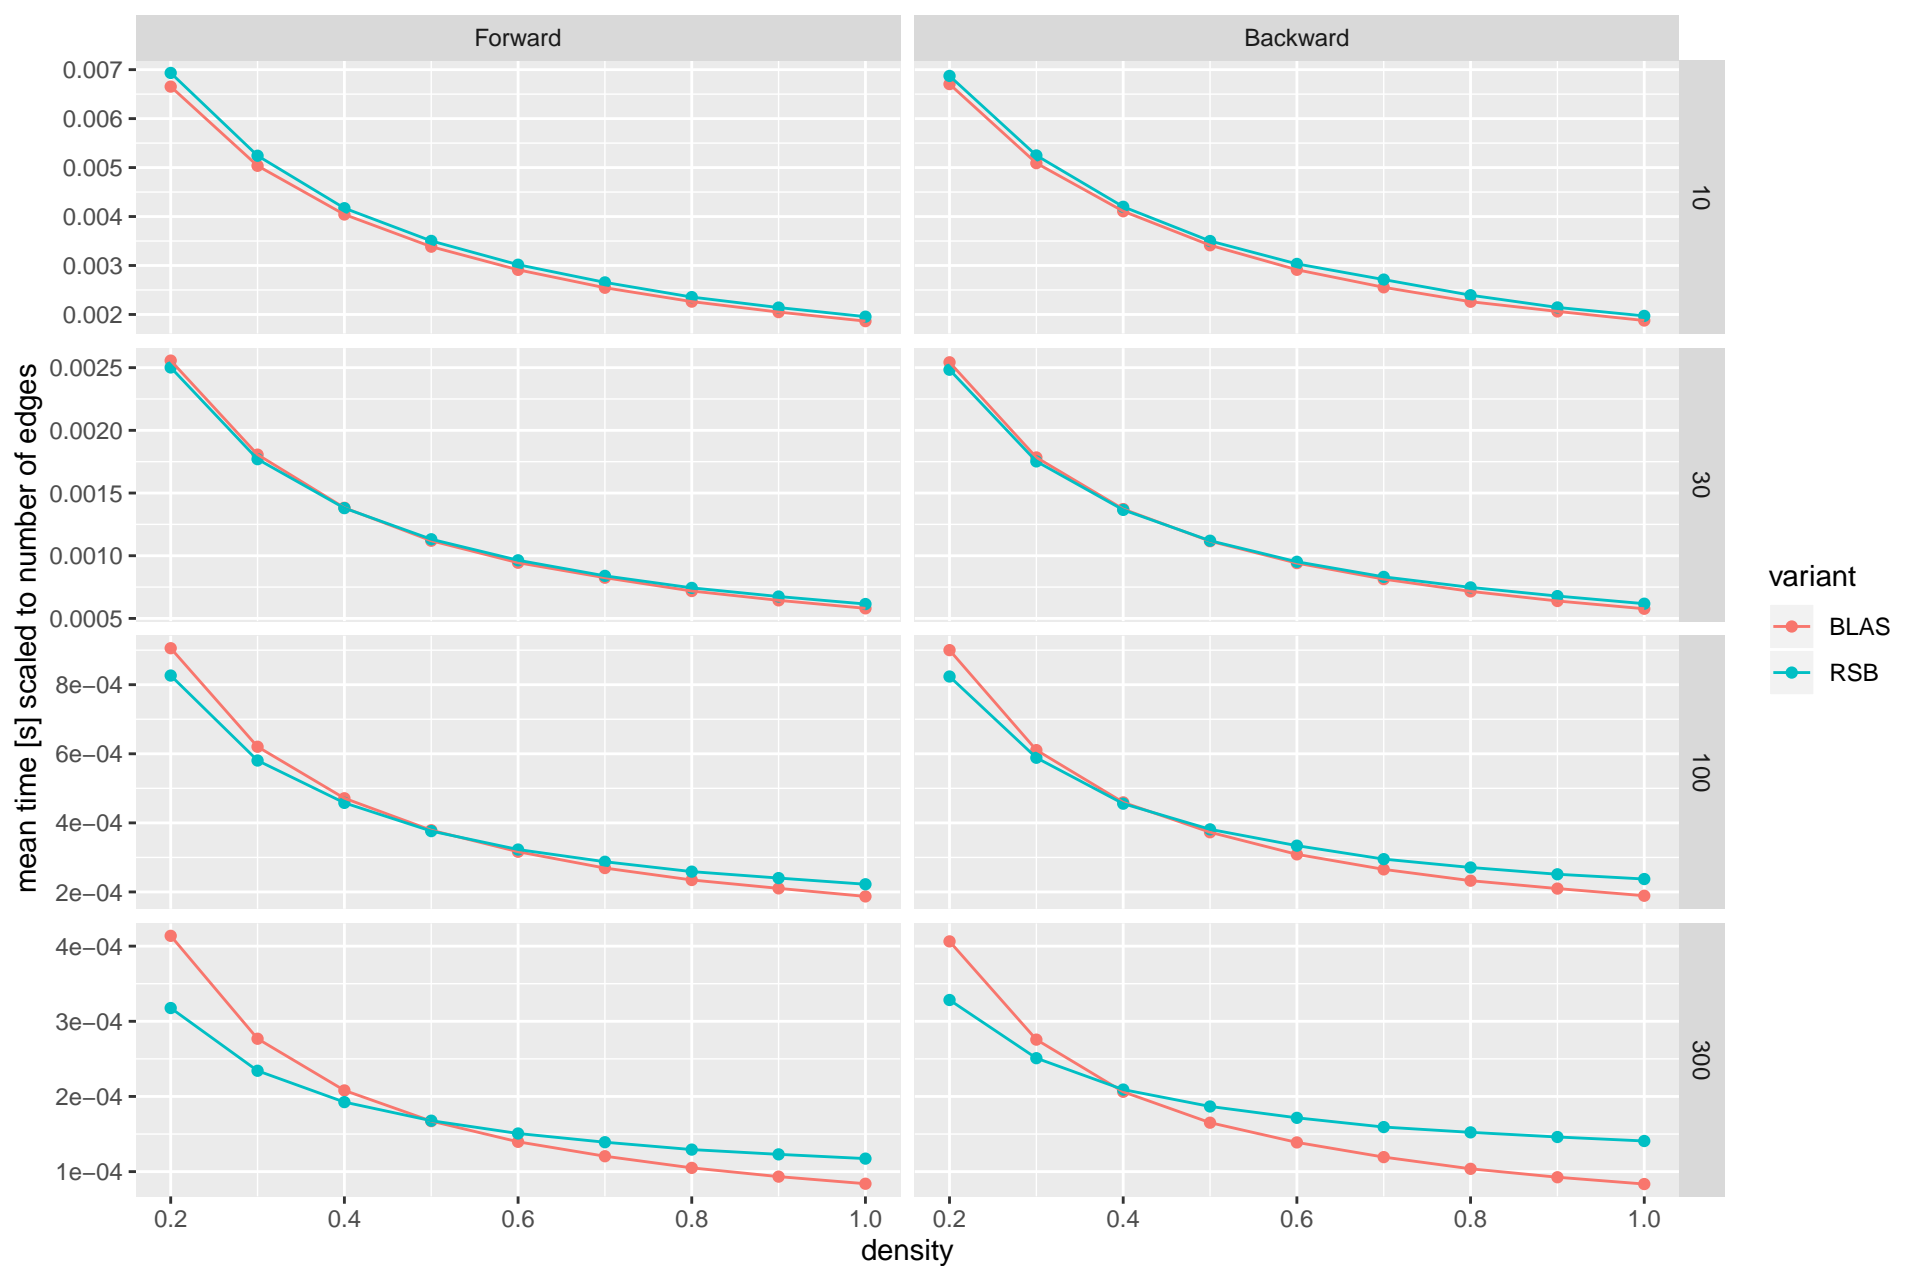 Forward
Backward
0.007
0.006
0.005
0.004
0.003
0.002
10
0.0025
0.0020
0.0015
0.0010
0.0005
30
8e−04
6e−04
4e−04
2e−04
100
4e−04
3e−04
2e−04
1e−04
300
0.2 0.4 0.6 0.8 1.0
0.2 0.4 0.6 0.8 1.0
density
mean time [s] scaled to number of edges
variant
BLAS
RSB